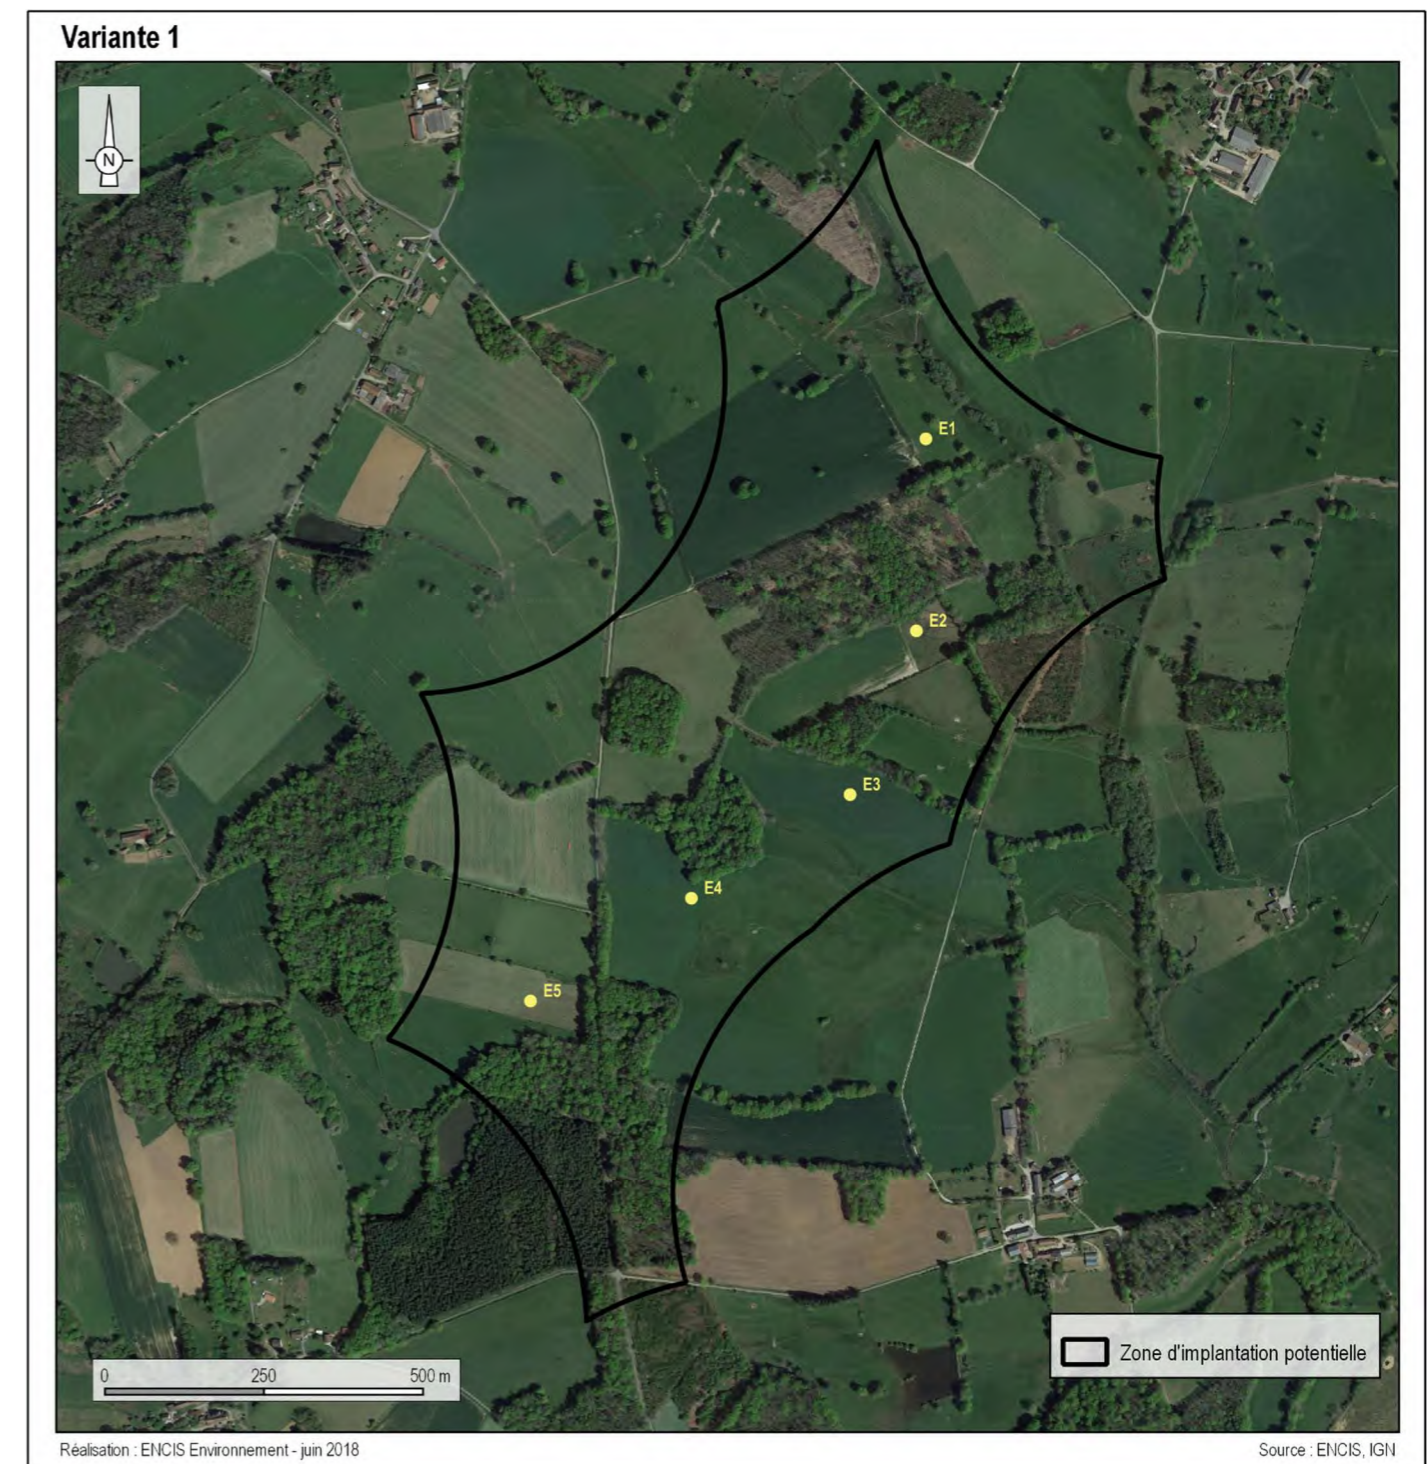 Variante 1
N
E1
E2
E3
E4
E5
Zone d'implantation potentielle
0 250 500 m
Réalisation : ENCIS Environnement - juin 2018
Source : ENCIS, IGN